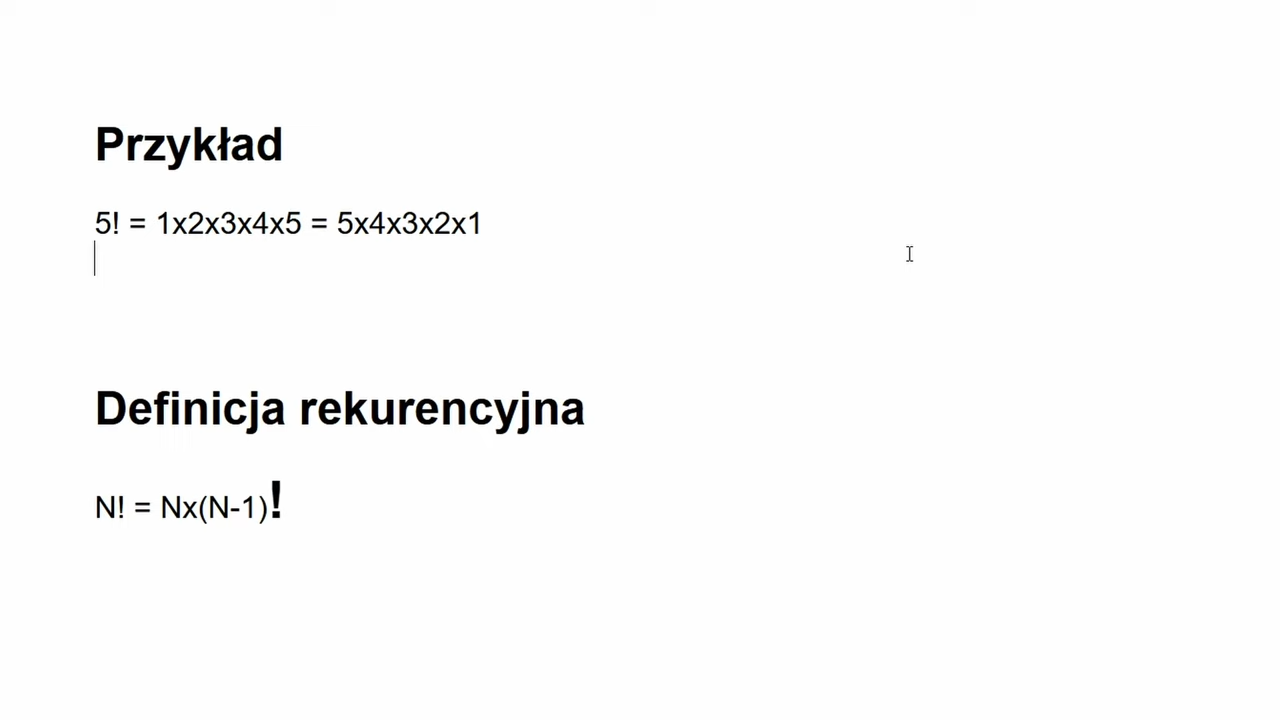 Przykład
5! = 1x2x3x4x5 = 5x4x3x2x1
Definicja rekurencyjna
N! = Nx(N-1)!